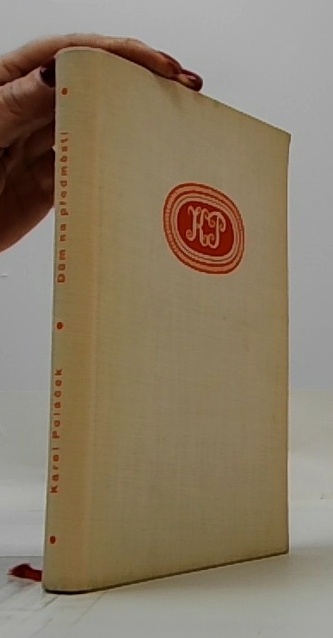 Karel Poláček
Dům na předměstí
KP